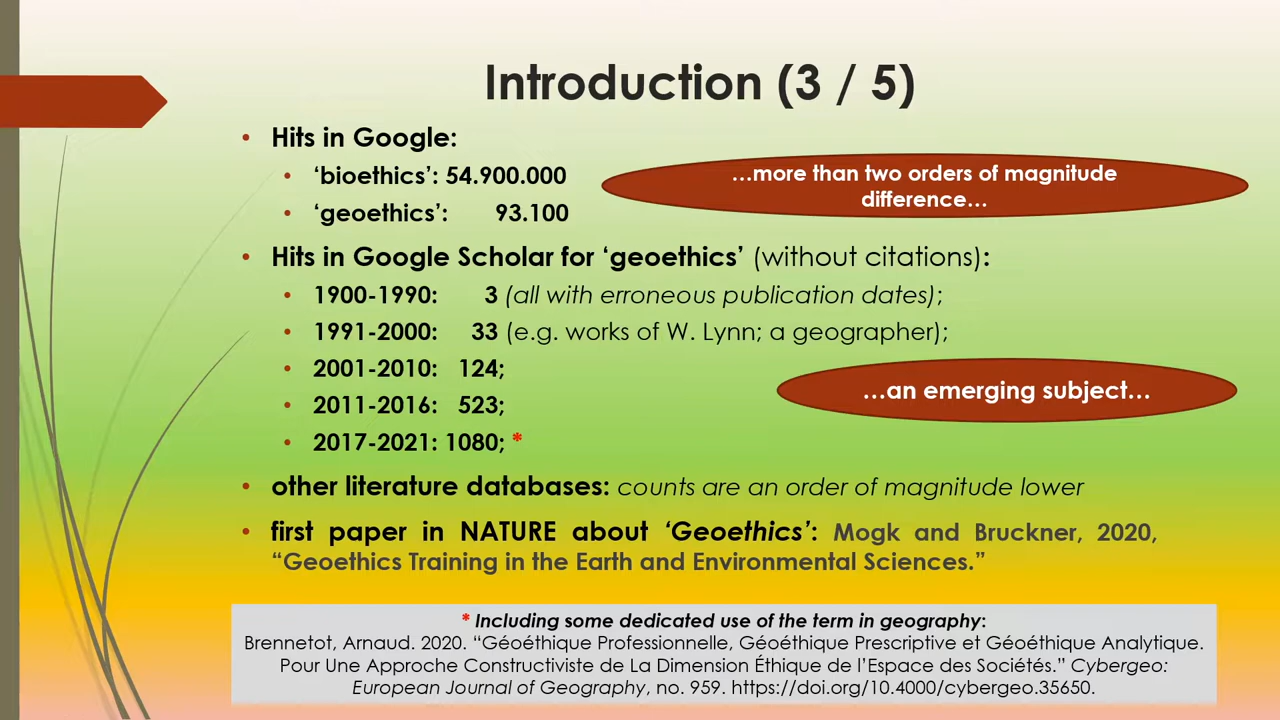 Introduction (3 / 5)
• Hits in Google:
• ‘bioethics’: 54.900.000
• ‘geoethics’: 93.100
…more than two orders of magnitude
difference…
• Hits in Google Scholar for ‘geoethics’ (without citations):
• 1900-1990: 3 (all with erroneous publication dates);
• 1991-2000: 33 (e.g. works of W. Lynn; a geographer);
• 2001-2010: 124;
• 2011-2016: 523;
• 2017-2021: 1080; *
…an emerging subject…
• other literature databases: counts are an order of magnitude lower
• first paper in NATURE about ‘Geoethics’: Mogk and Bruckner, 2020,
“Geoethics Training in the Earth and Environmental Sciences.”
* Including some dedicated use of the term in geography:
Brennetot, Arnaud. 2020. “Géoéthique Professionnelle, Géoéthique Prescriptive et Géoéthique Analytique.
Pour Une Approche Constructiviste de La Dimension Éthique de l’Espace des Sociétés.” Cybergeo:
European Journal of Geography, no. 959. https://doi.org/10.4000/cybergeo.35650.